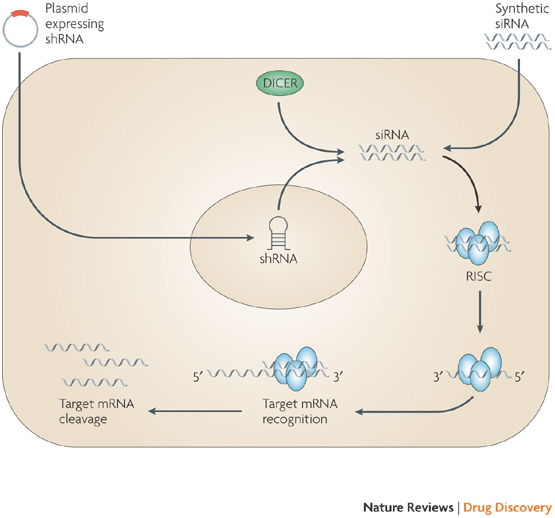 Plasmid
expressing
shRNA
Synthetic
siRNA
DICER
siRNA
shRNA
RISC
5′ 3′
3′ 5′
Target mRNA
cleavage
Target mRNA
recognition
Nature Reviews | Drug Discovery